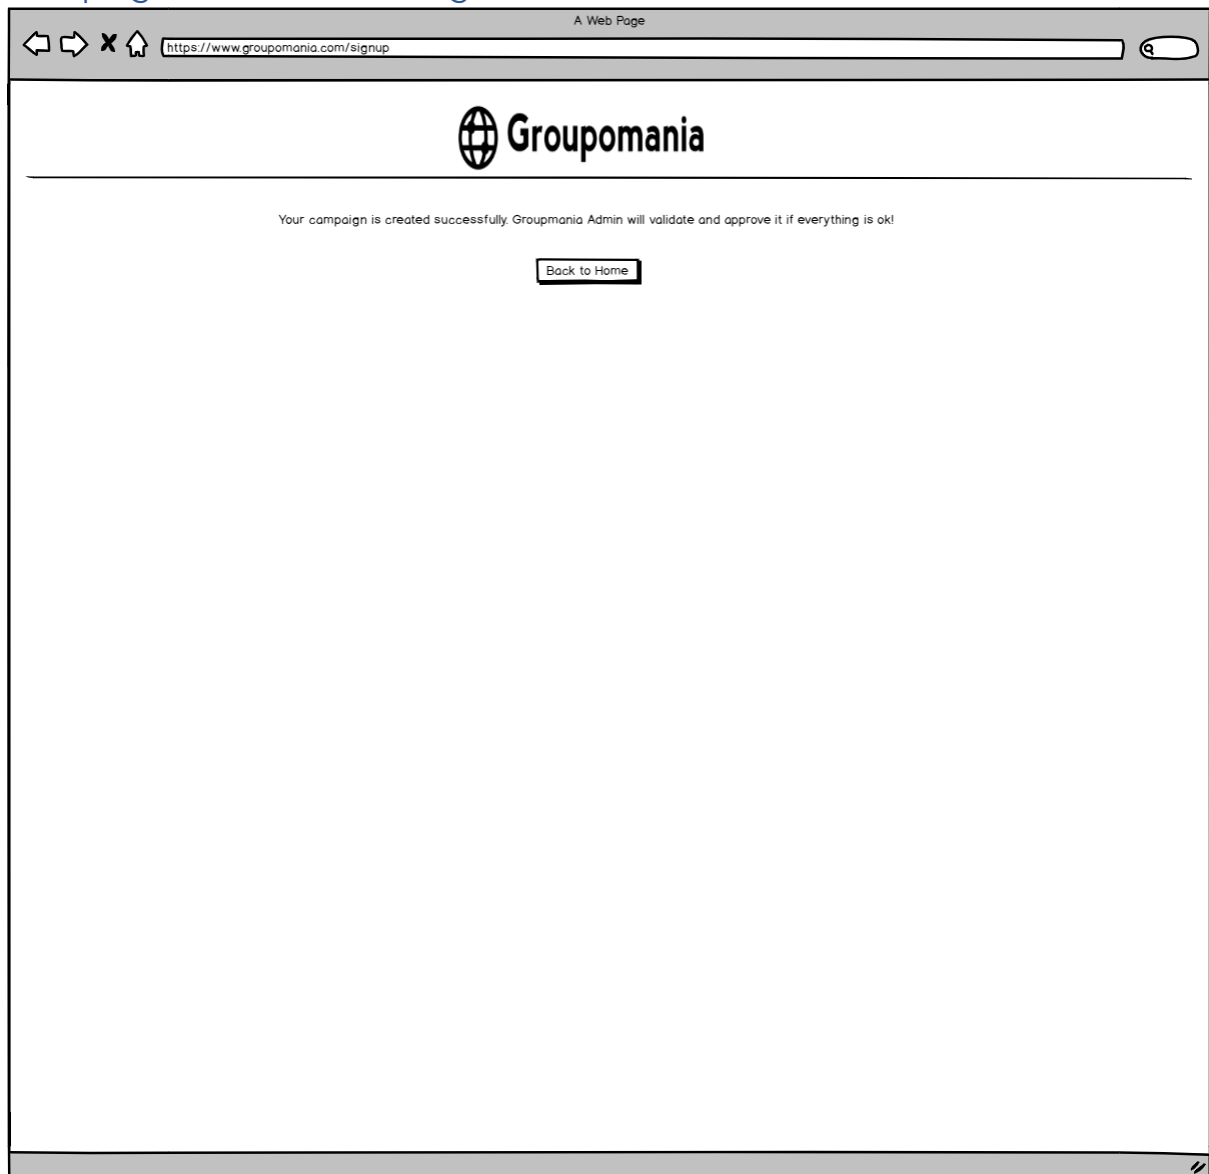 A Web Page
https://www.groupomania.com/signup
Groupomania
Your campaign is created successfully. Groupmania Admin will validate and approve it if everything is ok!
Back to Home